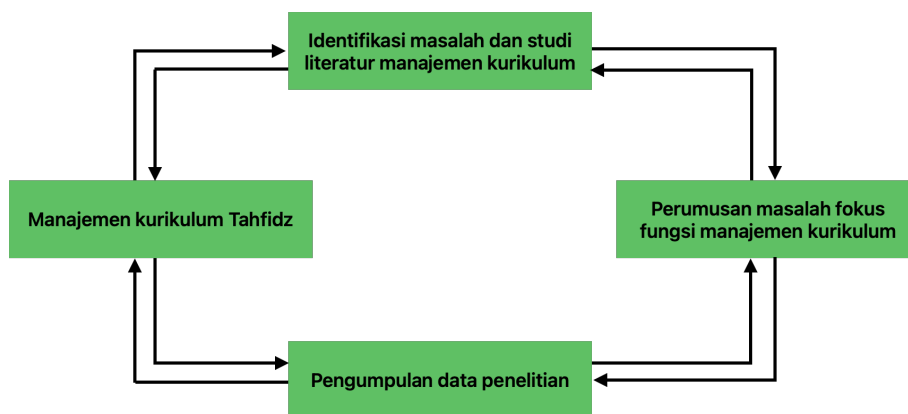 Identifikasi masalah dan studi
literatur manajemen kurikulum
Manajemen kurikulum Tahfidz
Perumusan masalah fokus
fungsi manajemen kurikulum
Pengumpulan data penelitian